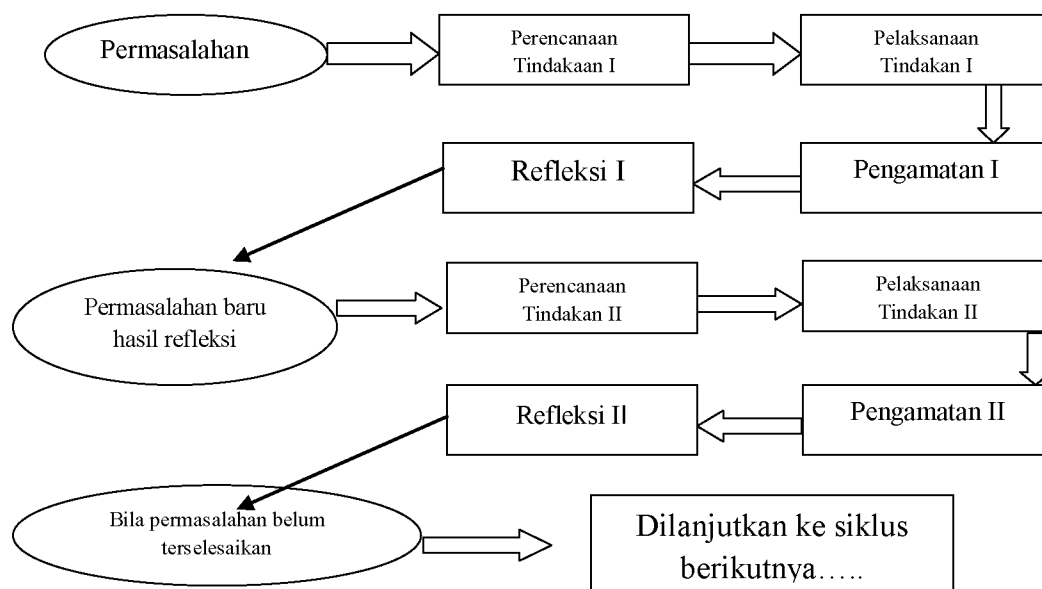 Permasalahan
Perencanaan
Tindakaan I
Pelaksanaan
Tindakan I
Refleksi I
Pengamatan I
Permasalahan baru
hasil refleksi
Perencanaan
Tindakan II
Pelaksanaan
Tindakan II
Refleksi II
Pengamatan II
Bila permasalahan belum
terselesaikan
Dilanjutkan ke siklus
berikutnya…..